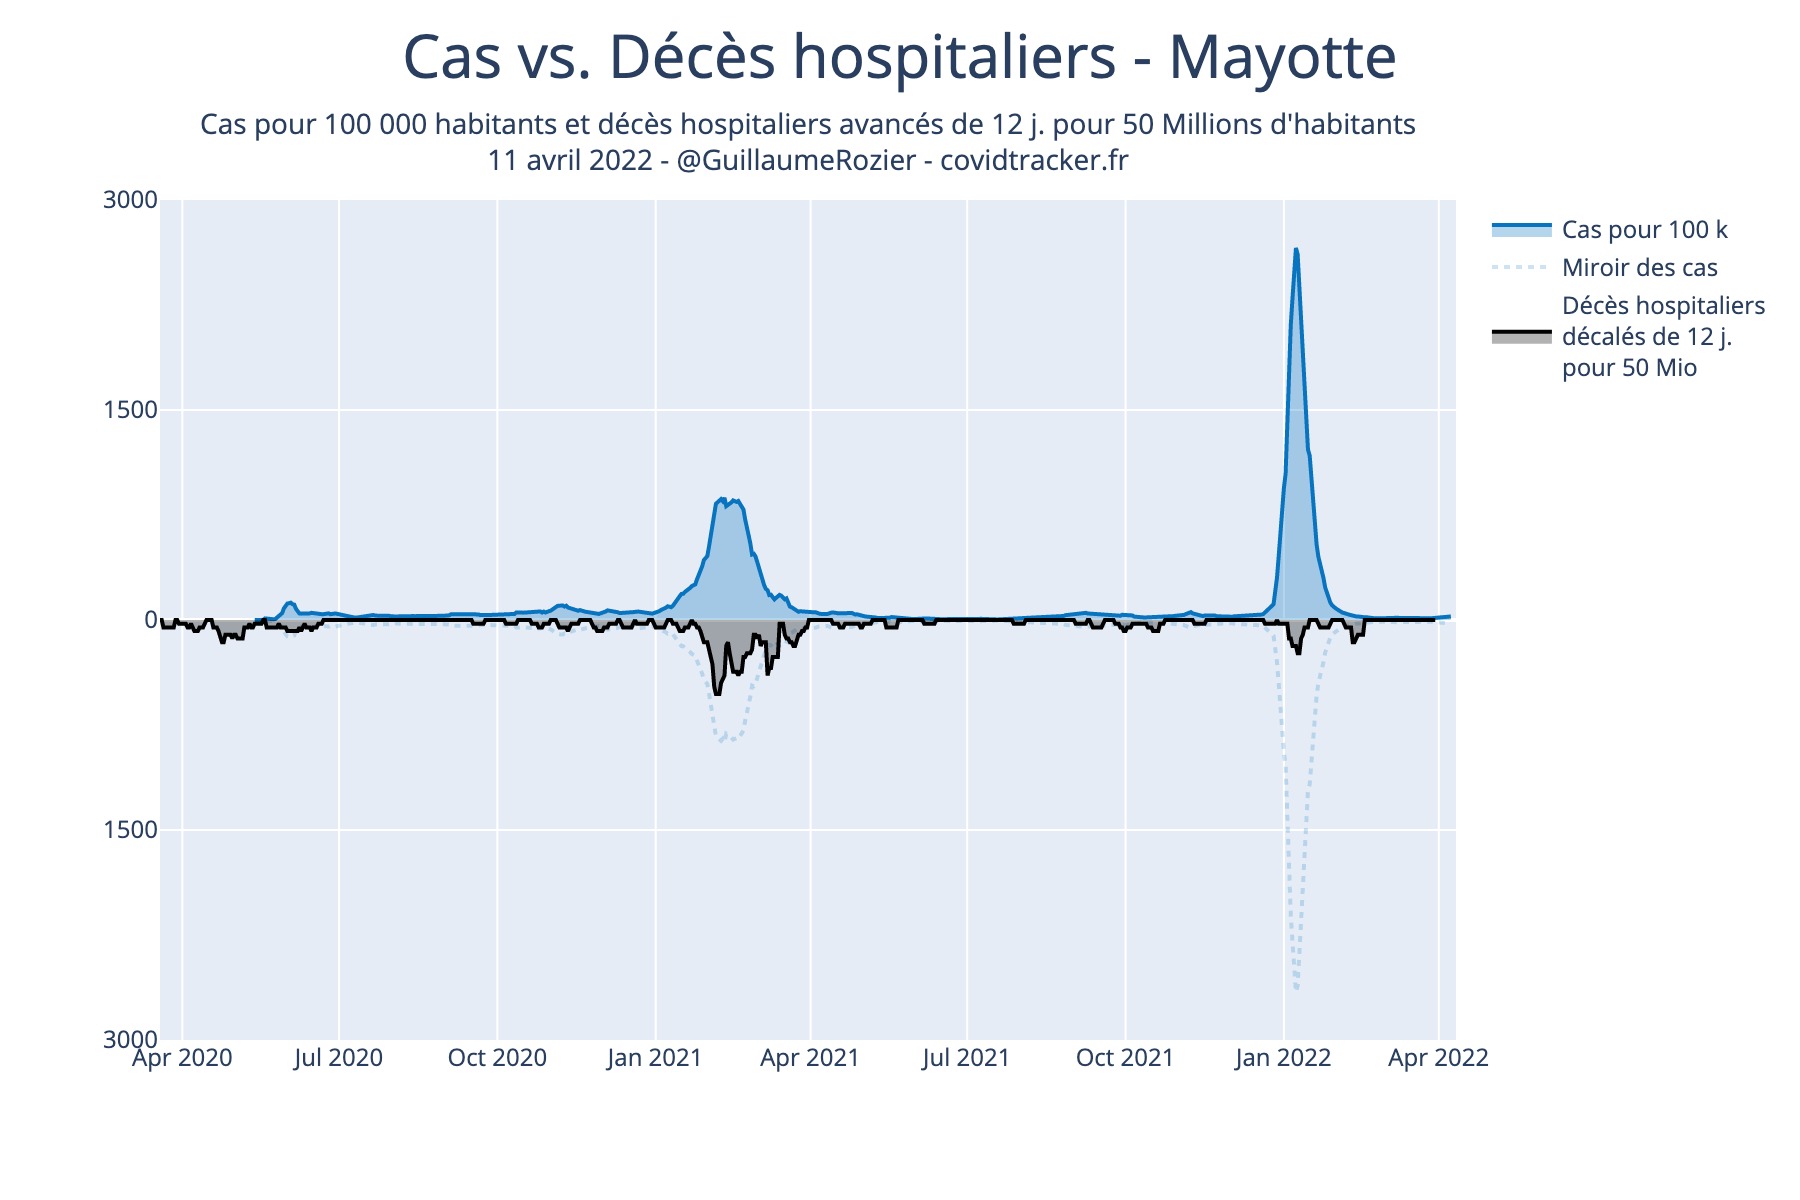 Cas vs. Décès hospitaliers - Mayotte
Cas pour 100 000 habitants et décès hospitaliers avancés de 12 j. pour 50 Millions d'habitants
11 avril 2022 - @GuillaumeRozier - covidtracker.fr
3000
1500
0
1500
3000
Apr 2020
Jul 2020
Oct 2020
Jan 2021
Apr 2021
Jul 2021
Oct 2021
Jan 2022
Apr 2022
Cas pour 100 k
Miroir des cas
Décès hospitaliers
décalés de 12 j.
pour 50 Mio